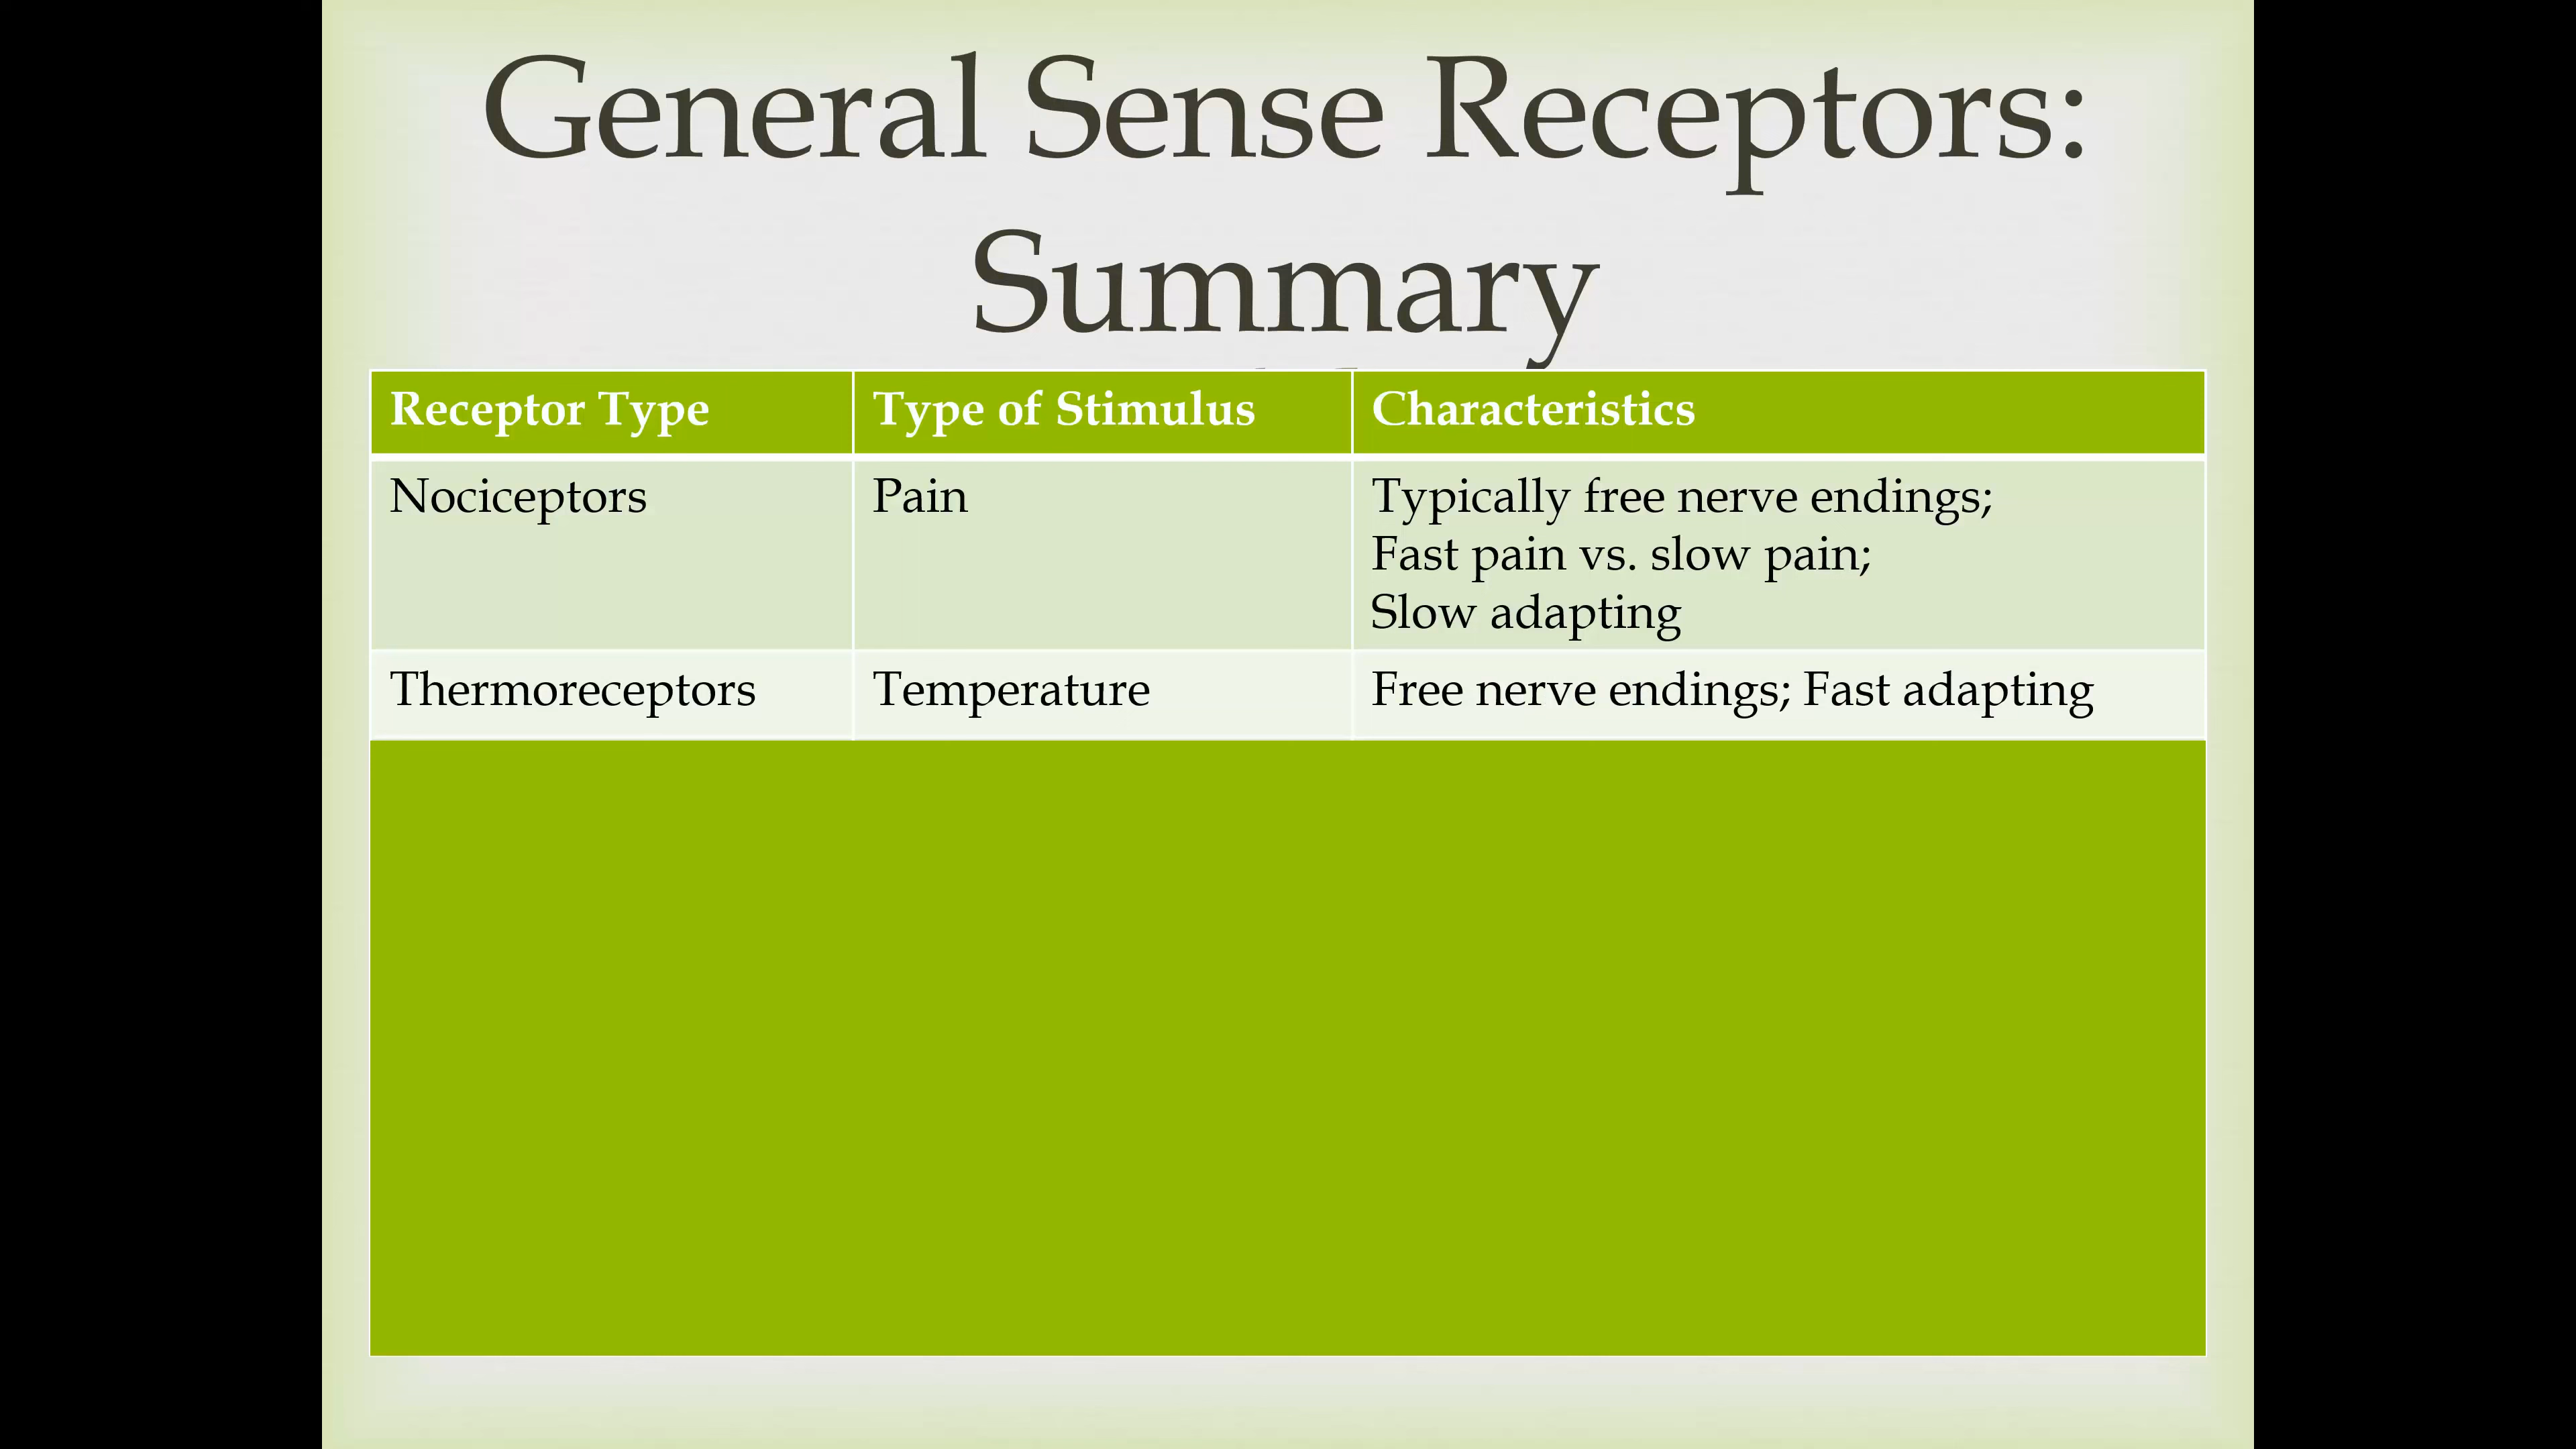 General Sense Receptors:
Summary
Receptor Type Type of Stimulus Characteristics
Nociceptors Pain Typically free nerve endings;
Fast pain vs. slow pain;
Slow adapting
Thermoreceptors Temperature Free nerve endings; Fast adapting